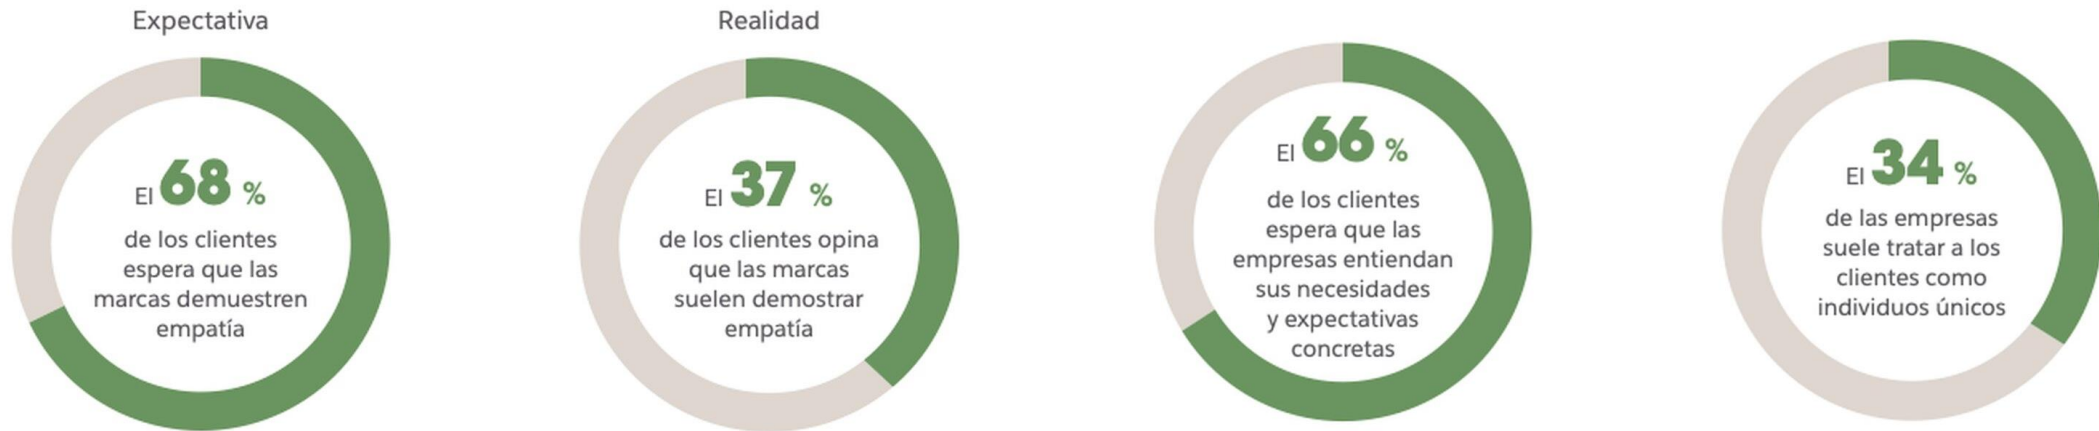 Expectativa
El 68 %
de los clientes
espera que las
marcas demuestren
empatía
Realidad
El 37 %
de los clientes opina
que las marcas
suelen demostrar
empatía
El 66 %
de los clientes
espera que las
empresas entiendan
sus necesidades
y expectativas
concretas
El 34 %
de las empresas
suele tratar a los
clientes como
individuos únicos